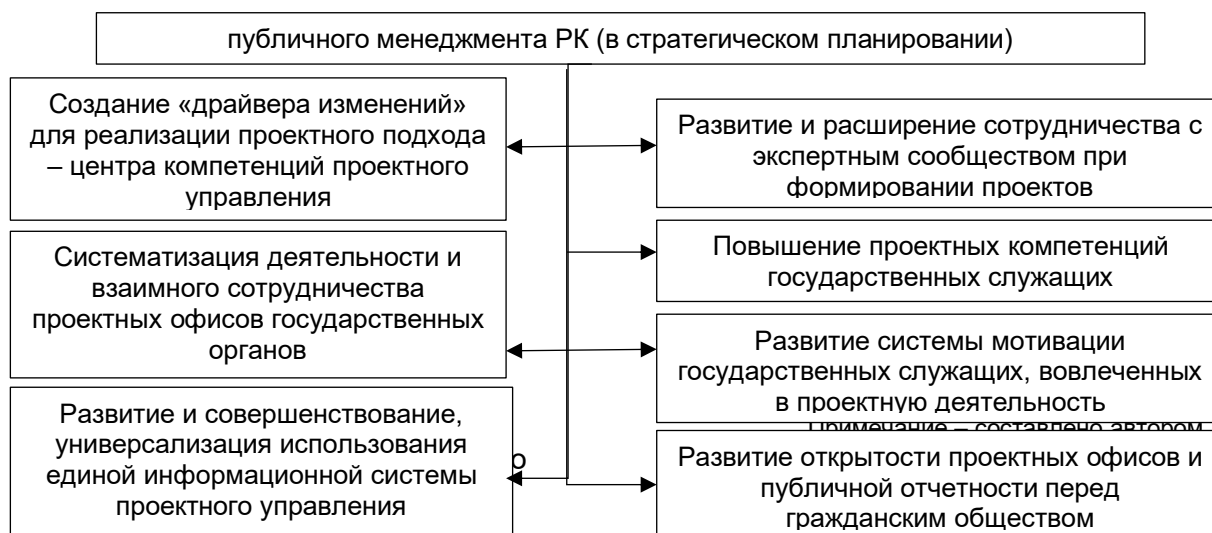 публичного менеджмента РК (в стратегическом планировании)
Создание «драйвера изменений»
для реализации проектного подхода
– центра компетенций проектного
управления
Систематизация деятельности и
взаимного сотрудничества
проектных офисов государственных
органов
Развитие и совершенствование,
универсализация использования
единой информационной системы
проектного управления
о
Развитие и расширение сотрудничества с
экспертным сообществом при
формировании проектов
Повышение проектных компетенций
государственных служащих
Развитие системы мотивации
государственных служащих, вовлеченных
в проектную деятельность
Примечание – составлено автором
Развитие открытости проектных офисов и
публичной отчетности перед
гражданским обществом